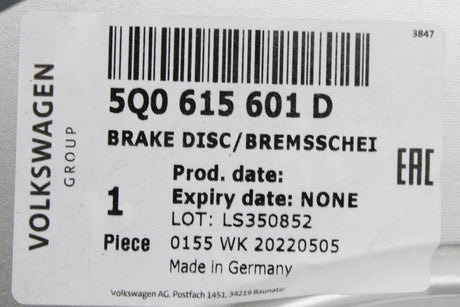 3847
VOLKSWAGEN
GROUP
5Q0 615 601 D
BRAKE DISC/BREMSSCHEI
EAC
Prod. date:
1
Expiry date: NONE
LOT: LS350852
Piece
0155 WK 20220505
Made in Germany
Volkswagen AG, Postfach 1451, 34219 Baunatal